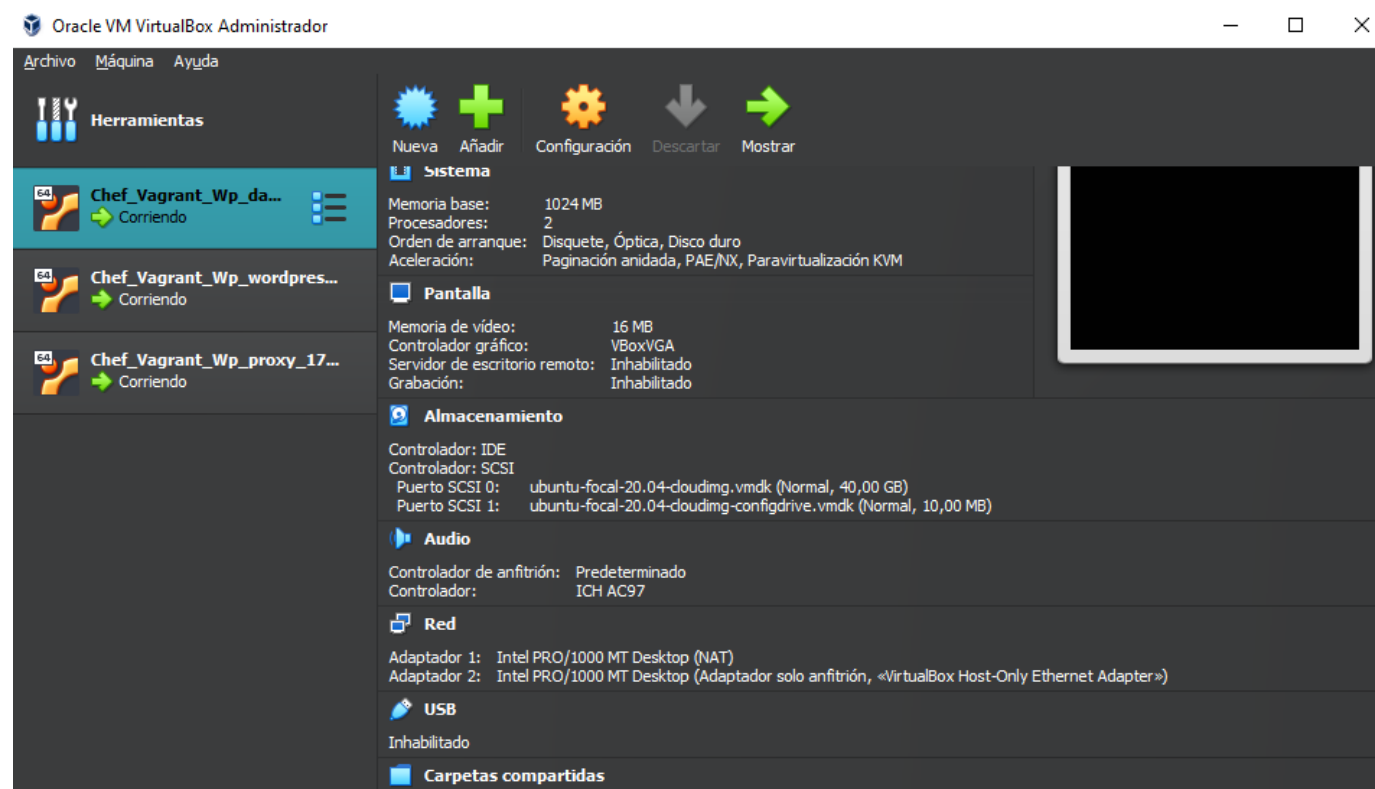 Oracle VM VirtualBox Administrador
Archivo Máquina Ayuda
Herramientas
Nueva Añadir Configuración Descartar Mostrar
64
Chef_Vagrant_Wp_da...
Corriendo
64
Chef_Vagrant_Wp_wordpres...
Corriendo
64
Chef_Vagrant_Wp_proxy_17...
Corriendo
Sistema
Memoria base: 1024 MB
Procesadores: 2
Orden de arranque: Disquete, Óptica, Disco duro
Aceleración: Paginación anidada, PAE/NX, Paravirtualización KVM
Pantalla
Memoria de vídeo: 16 MB
Controlador gráfico: VBoxVGA
Servidor de escritorio remoto: Inhabilitado
Grabación: Inhabilitado
Almacenamiento
Controlador: IDE
Controlador: SCSI
Puerto SCSI 0: ubuntu-focal-20.04-cloudimg.vmdk (Normal, 40,00 GB)
Puerto SCSI 1: ubuntu-focal-20.04-cloudimg-configdrive.vmdk (Normal, 10,00 MB)
Audio
Controlador de anfitrión: Predeterminado
Controlador: ICH AC97
Red
Adaptador 1: Intel PRO/1000 MT Desktop (NAT)
Adaptador 2: Intel PRO/1000 MT Desktop (Adaptador solo anfitrión, «VirtualBox Host-Only Ethernet Adapter»)
USB
Inhabilitado
Carpetas compartidas